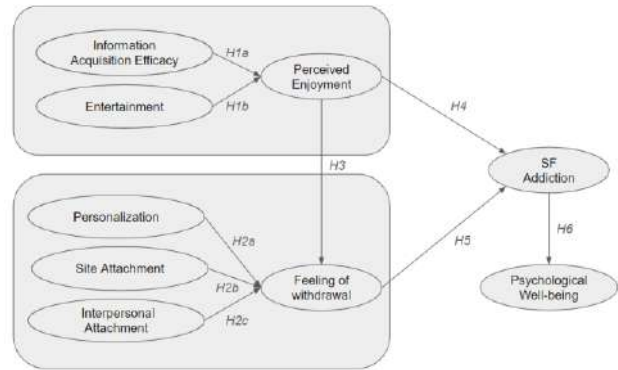 Information
Acquisition Efficacy
H1a
Perceived
Enjoyment
Entertainment
H1b
H4
H3
SF
Addiction
Personalization
H2a
H5
H6
Site Attachment
H2b
Feeling of
withdrawal
Psychological
Well-being
Interpersonal
Attachment
H2c